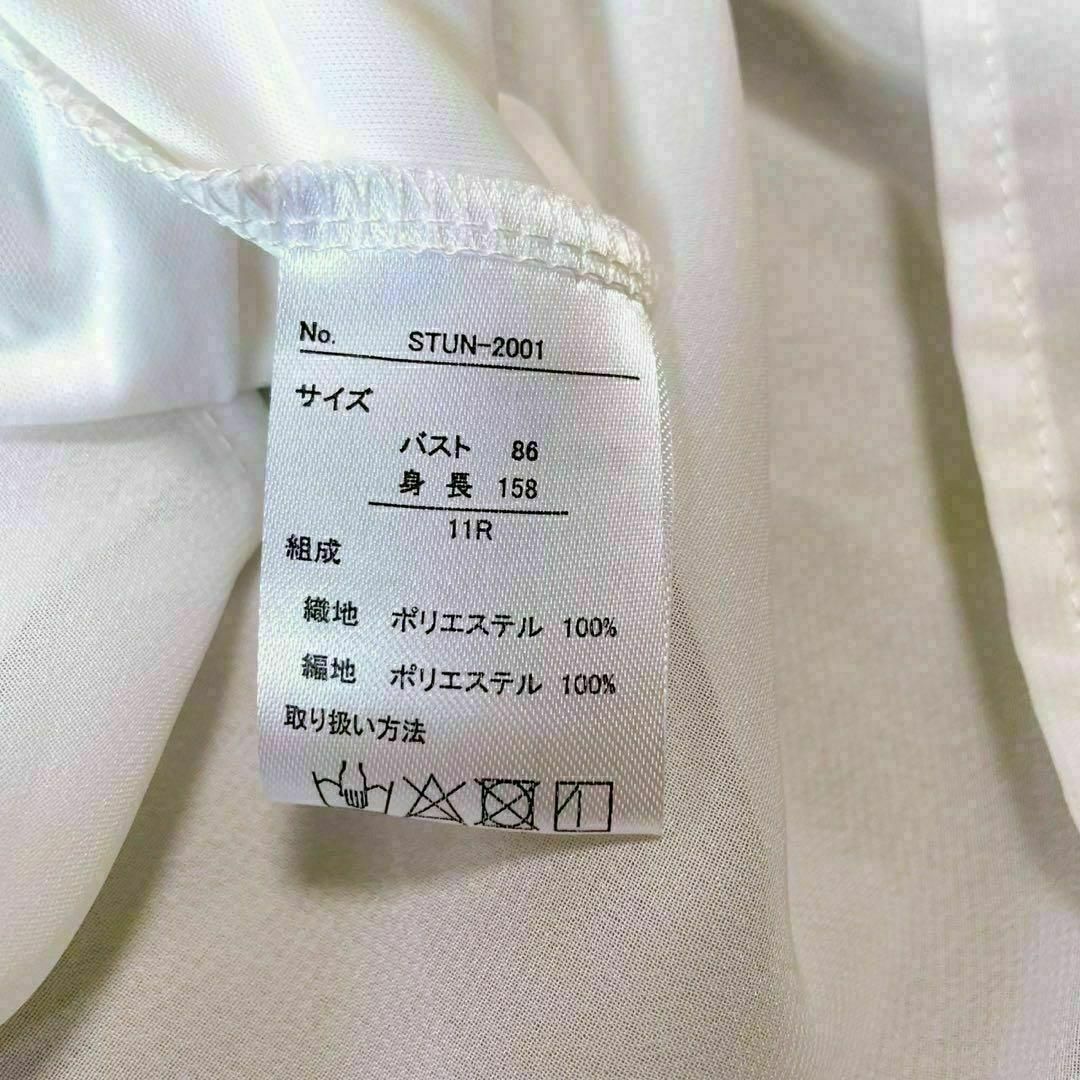 No. STUN-2001
サイズ
バスト 86
身長 158
11R
組成
織地 ポリエステル 100%
編地 ポリエステル 100%
取り扱い方法